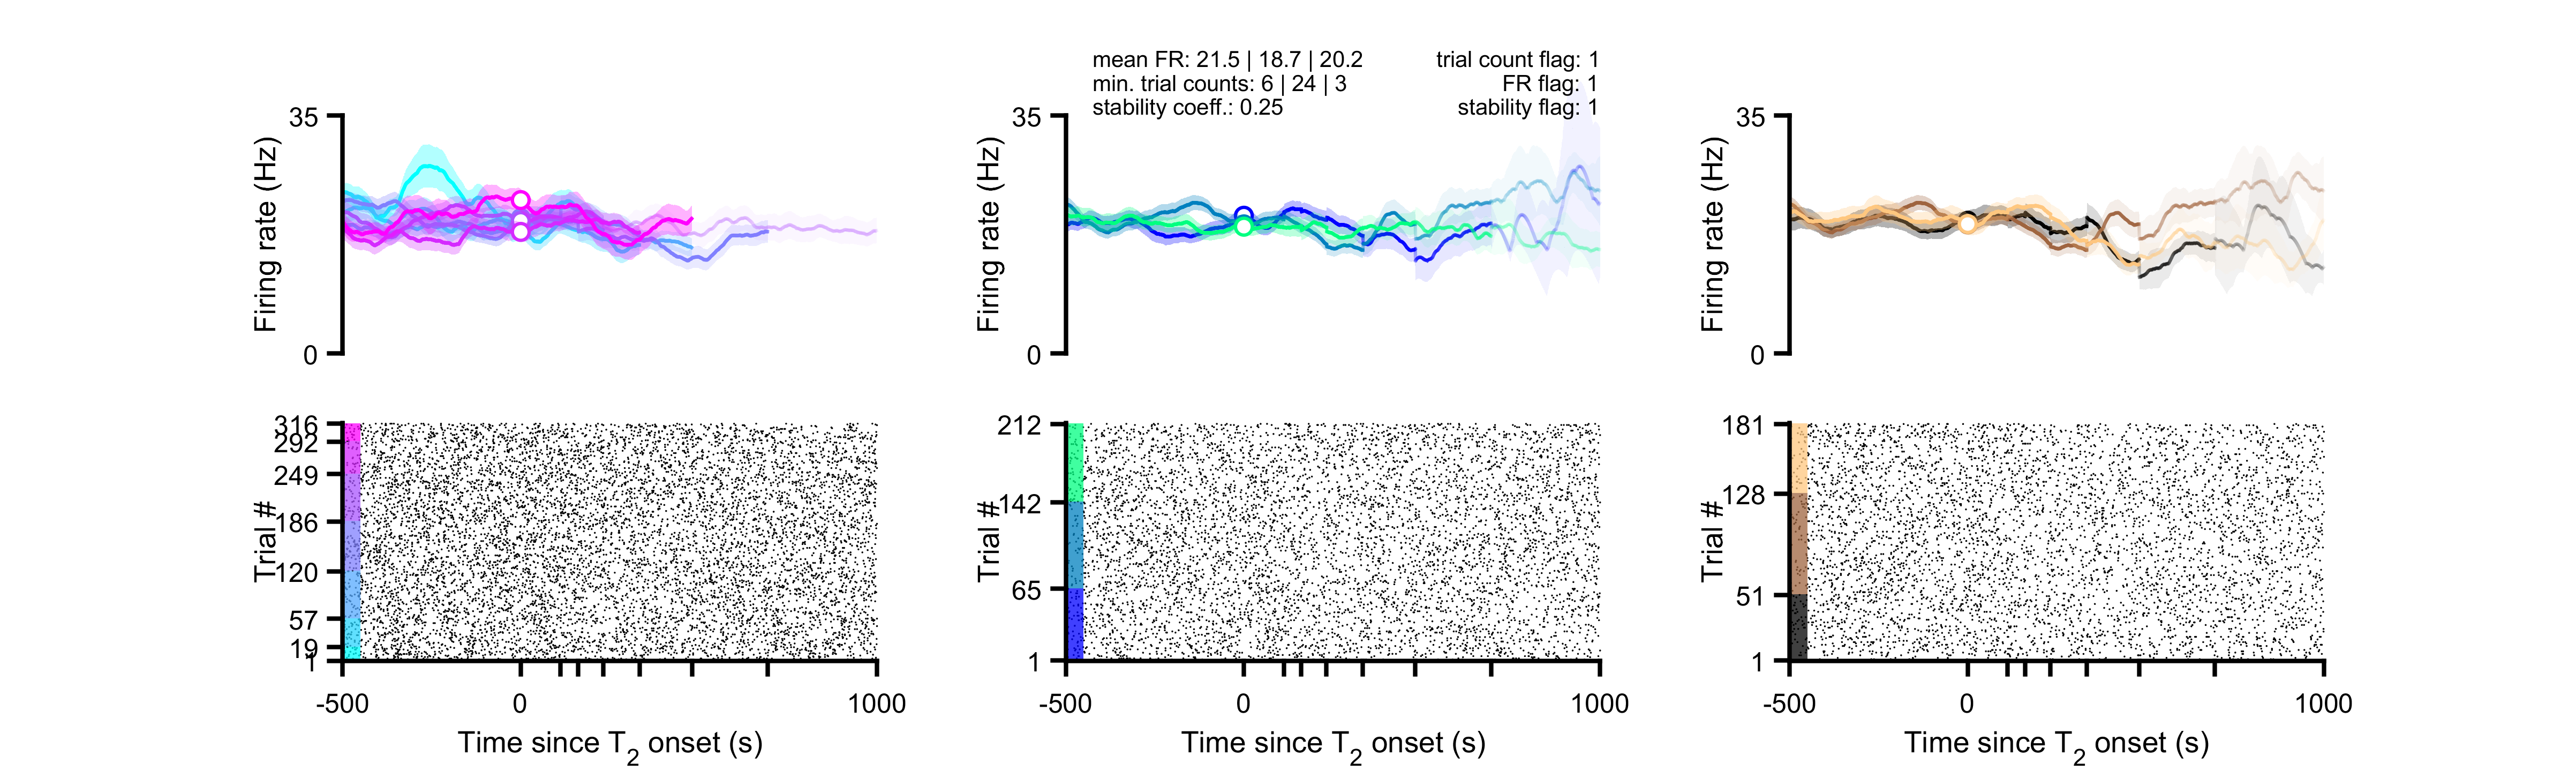 mean FR: 21.5 | 18.7 | 20.2
min. trial counts: 6 | 24 | 3
stability coeff.: 0.25
trial count flag: 1
FR flag: 1
stability flag: 1
35
Firing rate (Hz)
0
35
Firing rate (Hz)
0
35
Firing rate (Hz)
0
316
292
249
186
120
57
19
1
Trial #
-500
0
1000
Time since T2 onset (s)
212
142
65
1
Trial #
-500
0
1000
Time since T2 onset (s)
181
128
51
1
Trial #
-500
0
1000
Time since T2 onset (s)